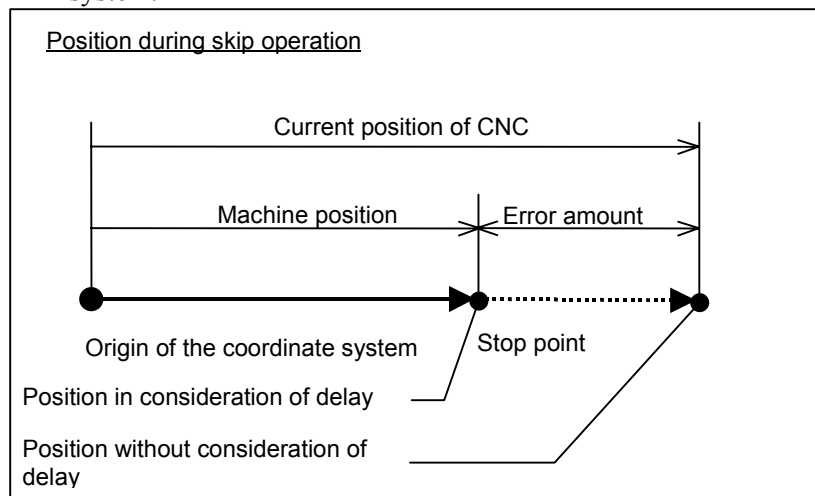 system.
Position during skip operation
Current position of CNC
Machine position
Error amount
Origin of the coordinate system
Stop point
Position in consideration of delay
Position without consideration of
delay